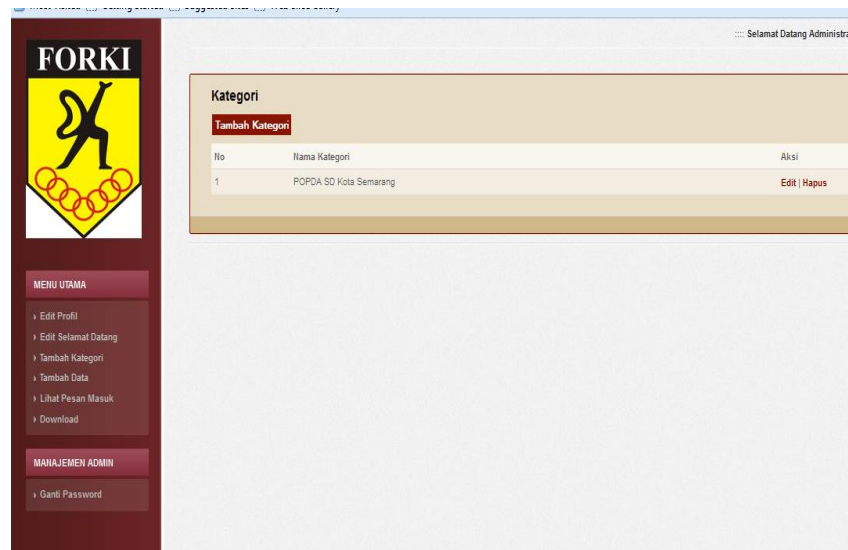 :::: Selamat Datang Administra
FORKI
Kategori
Tambah Kategori
No Nama Kategori Aksi
1 POPDA SD Kota Semarang Edit | Hapus
MENU UTAMA
Edit Profil
Edit Selamat Datang
Tambah Kategori
Tambah Data
Lihat Pesan Masuk
Download
MANAJEMEN ADMIN
Ganti Password